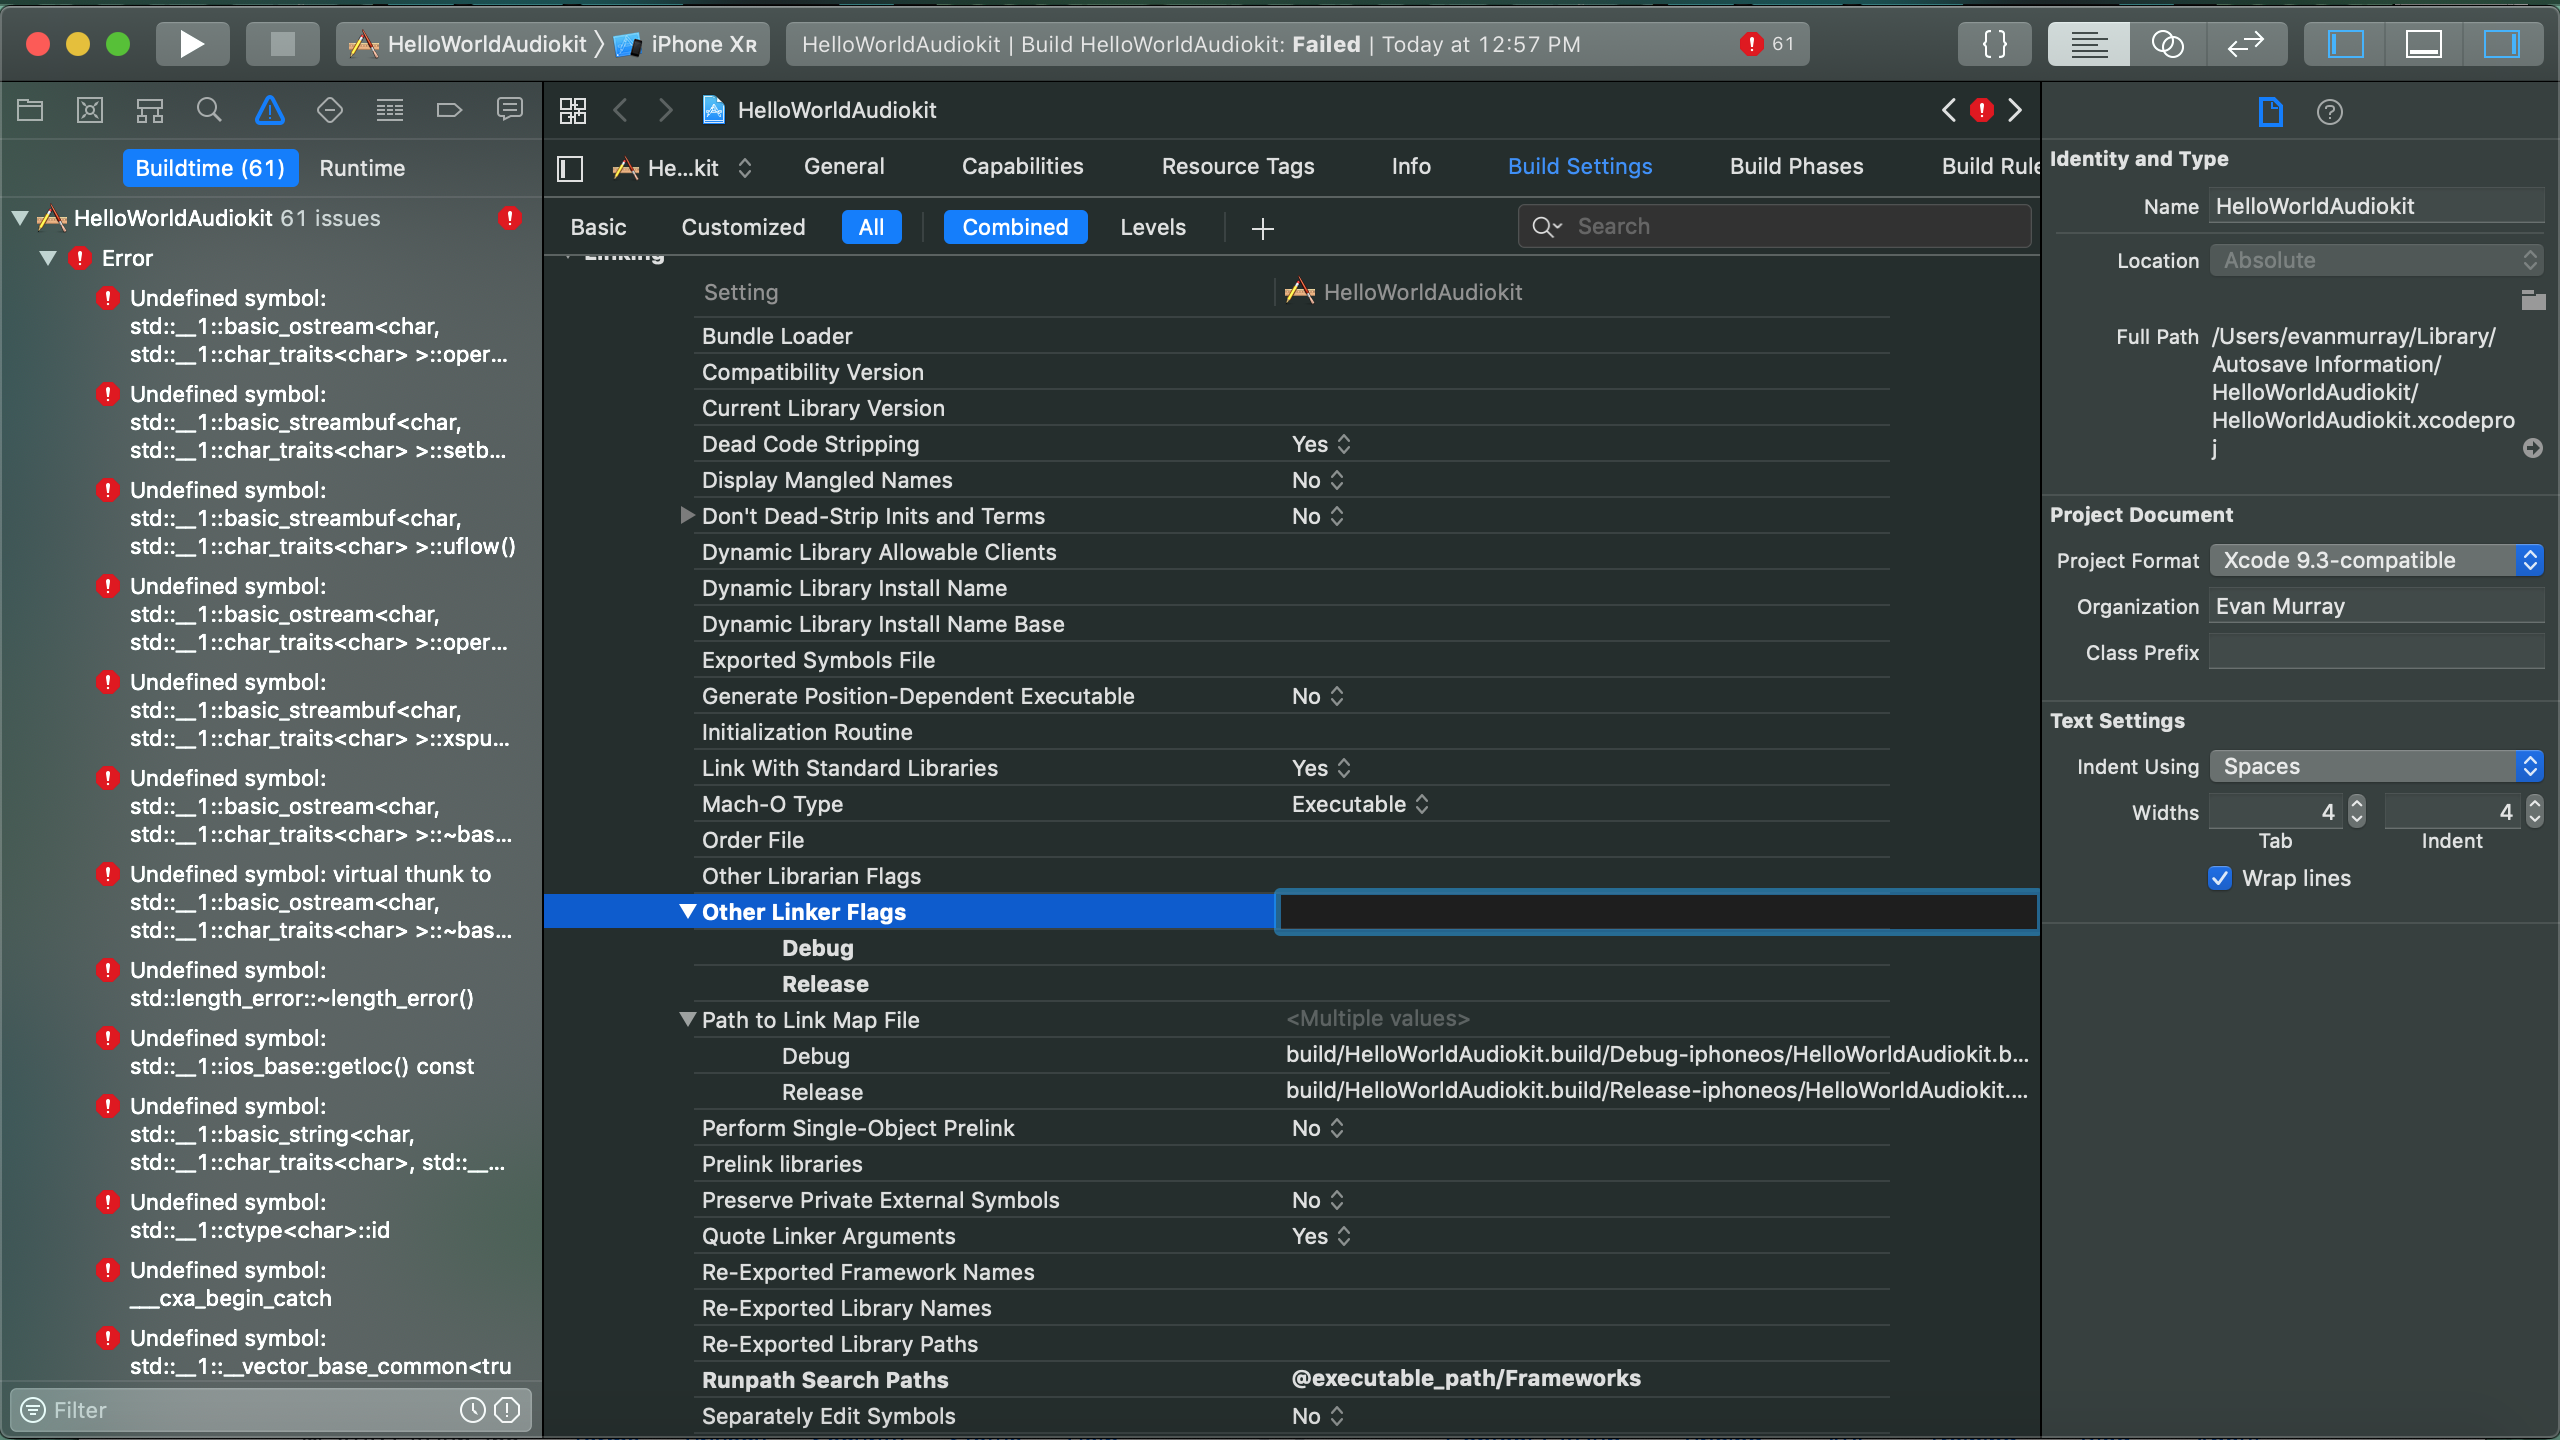 HelloWorldAudiokit
iPhone XR
HelloWorldAudiokit | Build HelloWorldAudiokit: Failed | Today at 12:57 PM
61
{}
HelloWorldAudiokit
Buildtime (61)
Runtime
He...kit
General
Capabilities
Resource Tags
Info
Build Settings
Build Phases
Build Rule
Basic
Customized
All
Combined
Levels
+
Search
HelloWorldAudiokit 61 issues
Error
Undefined symbol:
std::__1::basic_ostream<char,
std::__1::char_traits<char> >::oper...
Undefined symbol:
std::__1::basic_streambuf<char,
std::__1::char_traits<char> >::setb...
Undefined symbol:
std::__1::basic_streambuf<char,
std::__1::char_traits<char> >::uflow()
Undefined symbol:
std::__1::basic_ostream<char,
std::__1::char_traits<char> >::oper...
Undefined symbol:
std::__1::basic_streambuf<char,
std::__1::char_traits<char> >::xspu...
Undefined symbol:
std::__1::basic_ostream<char,
std::__1::char_traits<char> >::~bas...
Undefined symbol: virtual thunk to
std::__1::basic_ostream<char,
std::__1::char_traits<char> >::~bas...
Undefined symbol:
std::length_error::~length_error()
Undefined symbol:
std::__1::ios_base::getloc() const
Undefined symbol:
std::__1::basic_string<char,
std::__1::char_traits<char>, std::__...
Undefined symbol:
std::__1::ctype<char>::id
Undefined symbol:
___cxa_begin_catch
Undefined symbol:
std::__1::__vector_base_common<tru
Filter
Linking
Setting
HelloWorldAudiokit
Bundle Loader
Compatibility Version
Current Library Version
Dead Code Stripping Yes
Display Mangled Names No
Don't Dead-Strip Inits and Terms No
Dynamic Library Allowable Clients
Dynamic Library Install Name
Dynamic Library Install Name Base
Exported Symbols File
Generate Position-Dependent Executable No
Initialization Routine
Link With Standard Libraries Yes
Mach-O Type Executable
Order File
Other Librarian Flags
Other Linker Flags
Debug
Release
Path to Link Map File <Multiple values>
Debug build/HelloWorldAudiokit.build/Debug-iphoneos/HelloWorldAudiokit.b...
Release build/HelloWorldAudiokit.build/Release-iphoneos/HelloWorldAudiokit....
Perform Single-Object Prelink No
Prelink libraries
Preserve Private External Symbols No
Quote Linker Arguments Yes
Re-Exported Framework Names
Re-Exported Library Names
Re-Exported Library Paths
Runpath Search Paths @executable_path/Frameworks
Separately Edit Symbols No
Identity and Type
Name HelloWorldAudiokit
Location Absolute
Full Path /Users/evanmurray/Library/
Autosave Information/
HelloWorldAudiokit/
HelloWorldAudiokit.xcodepro
j
Project Document
Project Format Xcode 9.3-compatible
Organization Evan Murray
Class Prefix
Text Settings
Indent Using Spaces
Widths 4 4
Tab Indent
Wrap lines